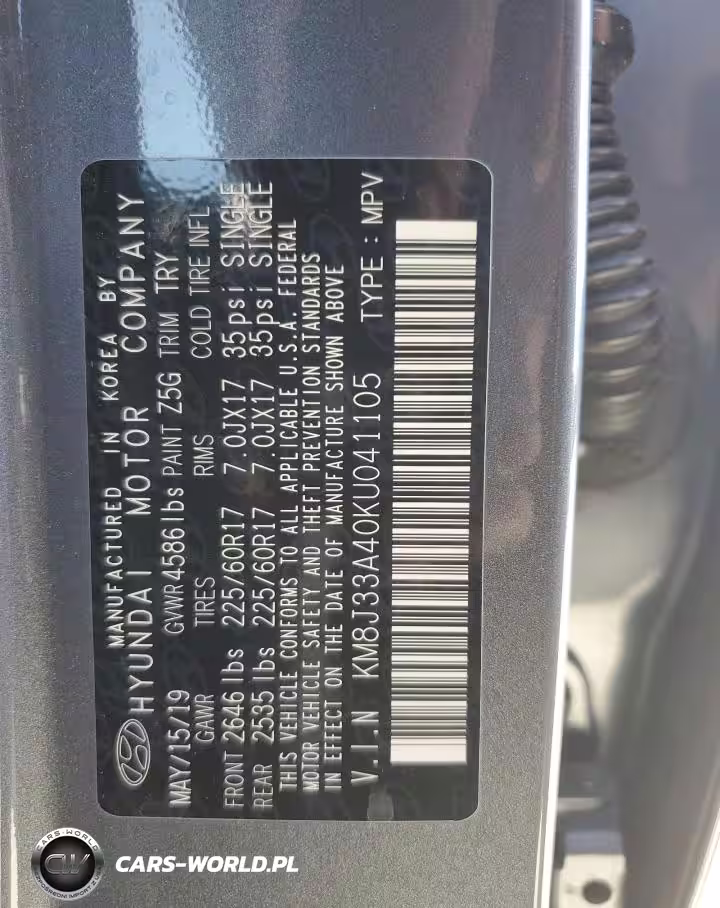 MANUFACTURED IN KOREA BY
HYUNDAI MOTOR COMPANY
MAY/15/19 GVWR 4586 lbs PAINT Z5G TRIM TRY
GAWR TIRES RIMS COLD TIRE INFL
FRONT 2646 lbs 225/60R17 7.0JX17 35psi SINGLE
REAR 2535 lbs 225/60R17 7.0JX17 35psi SINGLE
THIS VEHICLE CONFORMS TO ALL APPLICABLE U.S.A. FEDERAL
MOTOR VEHICLE SAFETY AND THEFT PREVENTION STANDARDS
IN EFFECT ON THE DATE OF MANUFACTURE SHOWN ABOVE
V.I.N KM8J33A40KU041105 TYPE : MPV
CARS-WORLD
CW
CARS-WORLD.PL